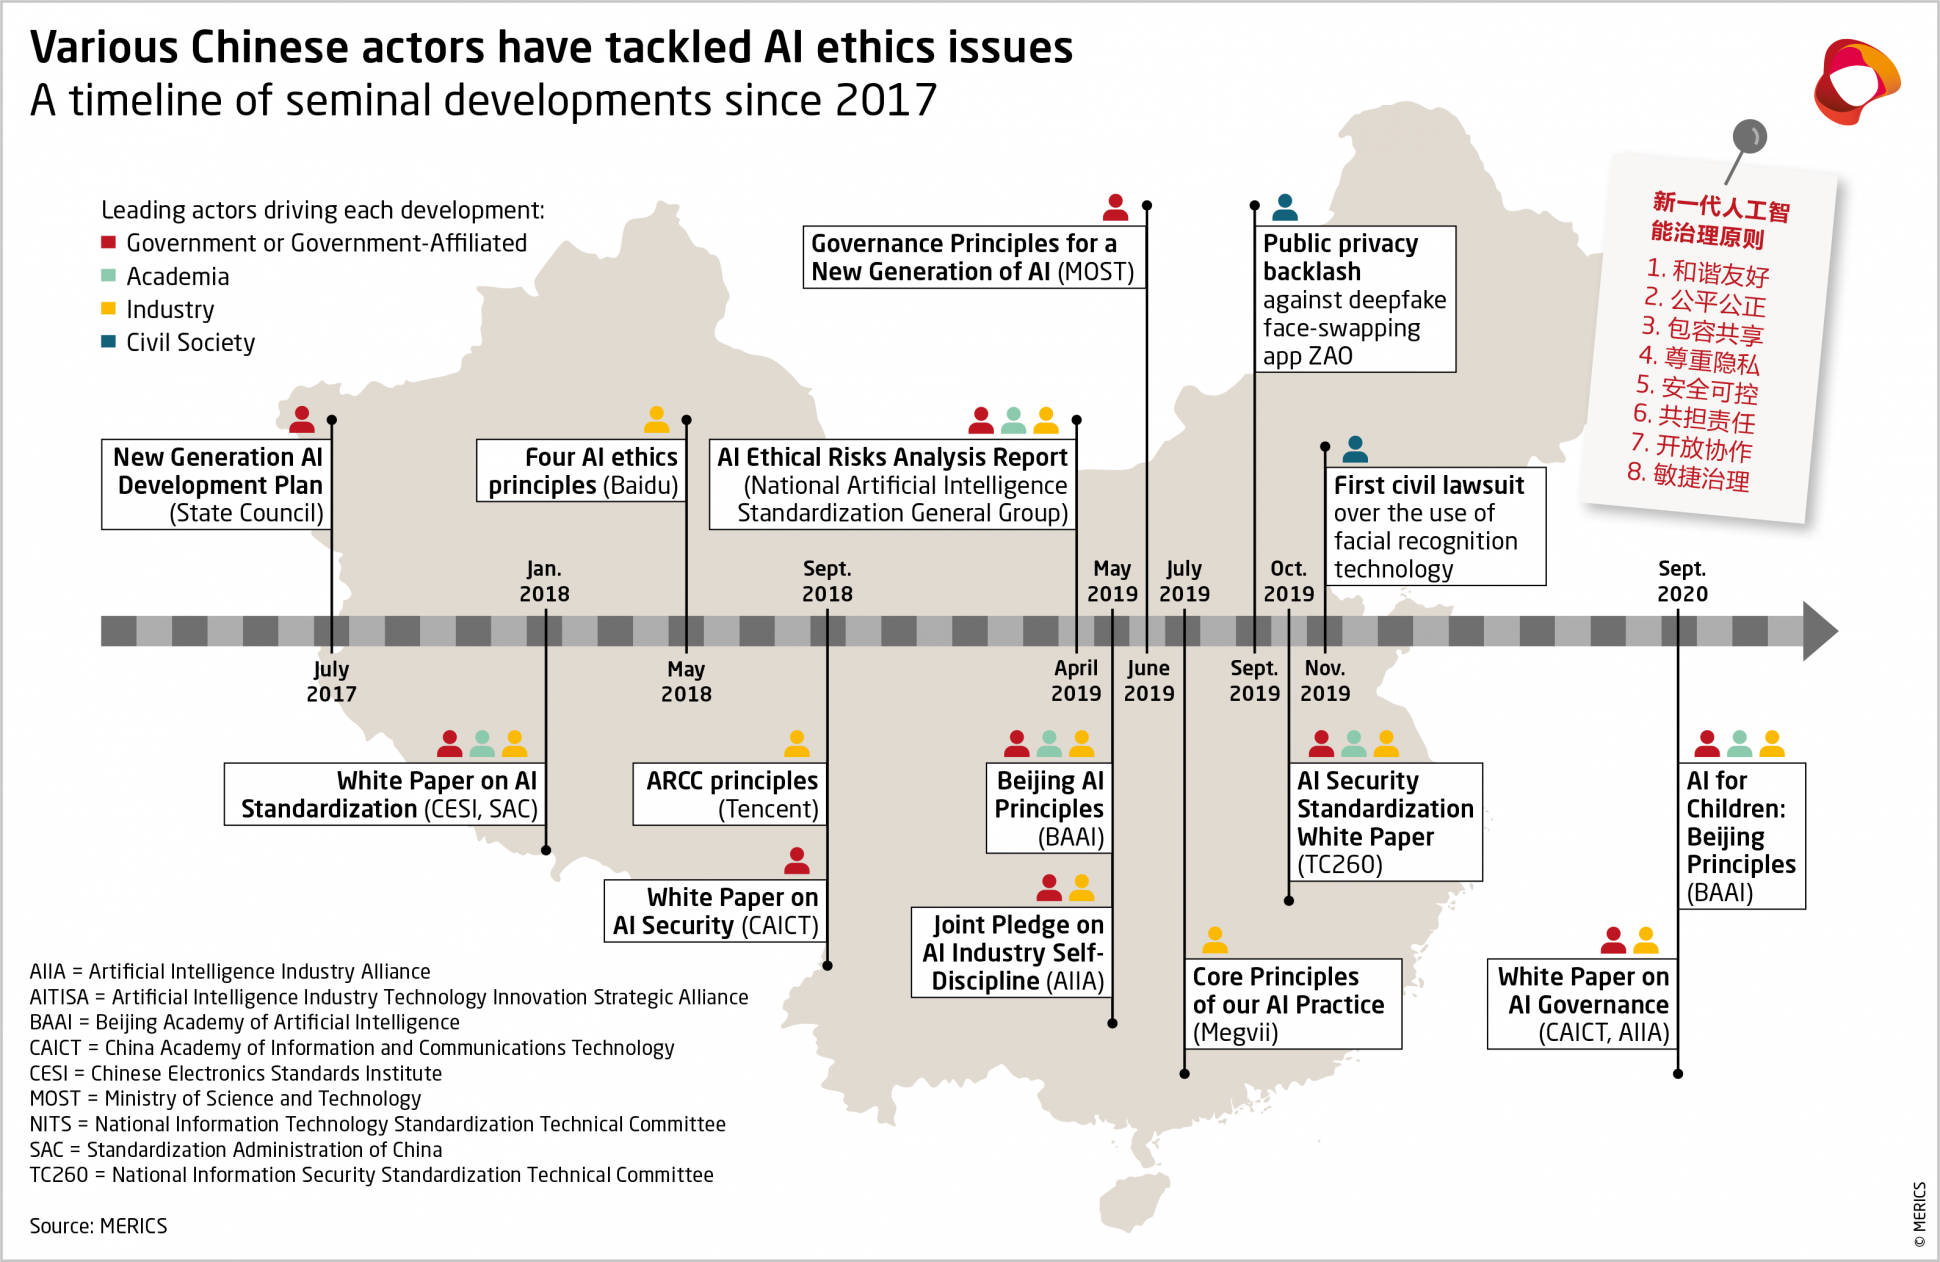 Various Chinese actors have tackled AI ethics issues
A timeline of seminal developments since 2017
Leading actors driving each development:
Government or Government-Affiliated
Academia
Industry
Civil Society
新一代人工智
能治理原则
1. 和谐友好
2. 公平公正
3. 包容共享
4. 尊重隐私
5. 安全可控
6. 共担责任
7. 开放协作
8. 敏捷治理
Governance Principles for a
New Generation of AI (MOST)
Public privacy
backlash
against deepfake
face-swapping
app ZAO
New Generation AI
Development Plan
(State Council)
Four AI ethics
principles (Baidu)
AI Ethical Risks Analysis Report
(National Artificial Intelligence
Standardization General Group)
First civil lawsuit
over the use of
facial recognition
technology
Jan.
2018
Sept.
2018
May
2019
July
2019
Oct.
2019
Sept.
2020
July
2017
May
2018
April
2019
June
2019
Sept.
2019
Nov.
2019
White Paper on AI
Standardization (CESI, SAC)
ARCC principles
(Tencent)
White Paper on
AI Security (CAICT)
Beijing AI
Principles
(BAAI)
Joint Pledge on
AI Industry Self-
Discipline (AIIA)
AI Security
Standardization
White Paper
(TC260)
Core Principles
of our AI Practice
(Megvii)
AI for
Children:
Beijing
Principles
(BAAI)
White Paper on
AI Governance
(CAICT, AIIA)
AIIA = Artificial Intelligence Industry Alliance
AITISA = Artificial Intelligence Industry Technology Innovation Strategic Alliance
BAAI = Beijing Academy of Artificial Intelligence
CAICT = China Academy of Information and Communications Technology
CESI = Chinese Electronics Standards Institute
MOST = Ministry of Science and Technology
NITS = National Information Technology Standardization Technical Committee
SAC = Standardization Administration of China
TC260 = National Information Security Standardization Technical Committee
Source: MERICS
© MERICS